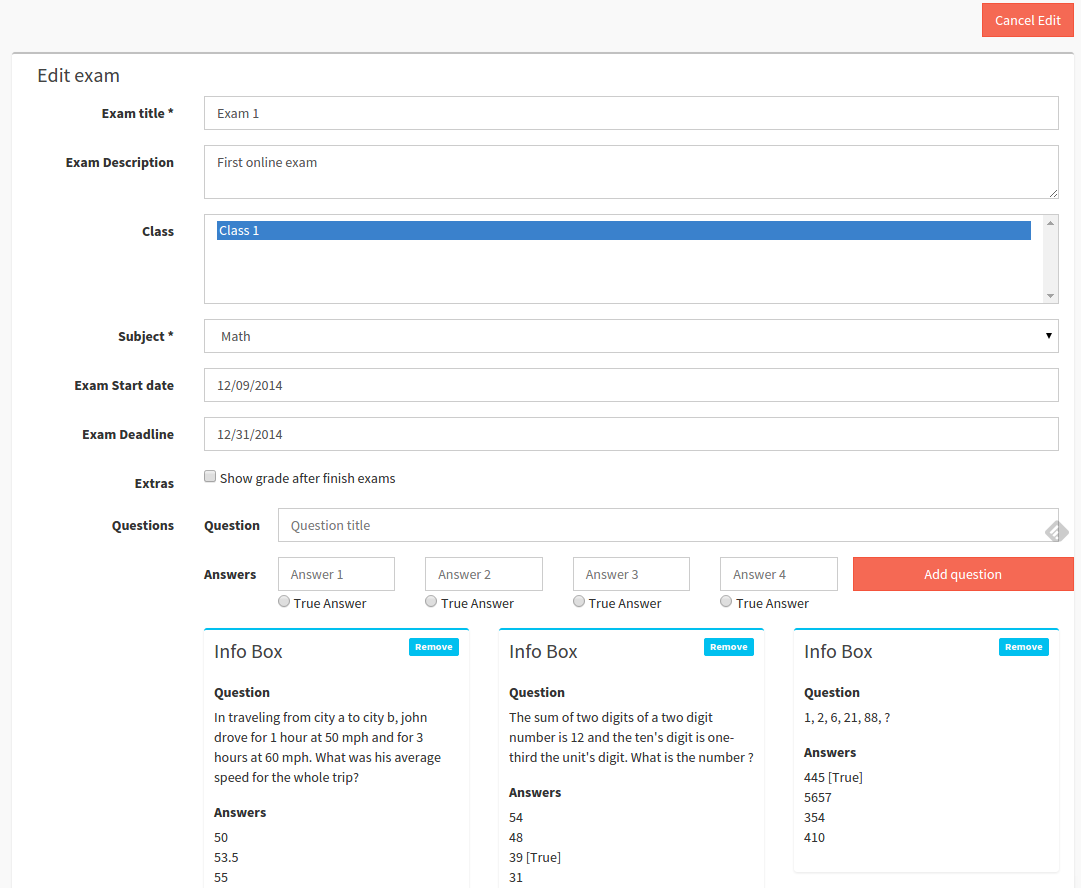 Cancel Edit
Edit exam
Exam title *
Exam 1
Exam Description
First online exam
Class
Class 1
Subject *
Math
Exam Start date
12/09/2014
Exam Deadline
12/31/2014
Extras
Show grade after finish exams
Questions
Question
Question title
Answers
Answer 1
Answer 2
Answer 3
Answer 4
Add question
True Answer
True Answer
True Answer
True Answer
Info Box
Remove
Question
In traveling from city a to city b, john
drove for 1 hour at 50 mph and for 3
hours at 60 mph. What was his average
speed for the whole trip?
Answers
50
53.5
55
Info Box
Remove
Question
The sum of two digits of a two digit
number is 12 and the ten's digit is one-
third the unit's digit. What is the number ?
Answers
54
48
39 [True]
31
Info Box
Remove
Question
1, 2, 6, 21, 88, ?
Answers
445 [True]
5657
354
410